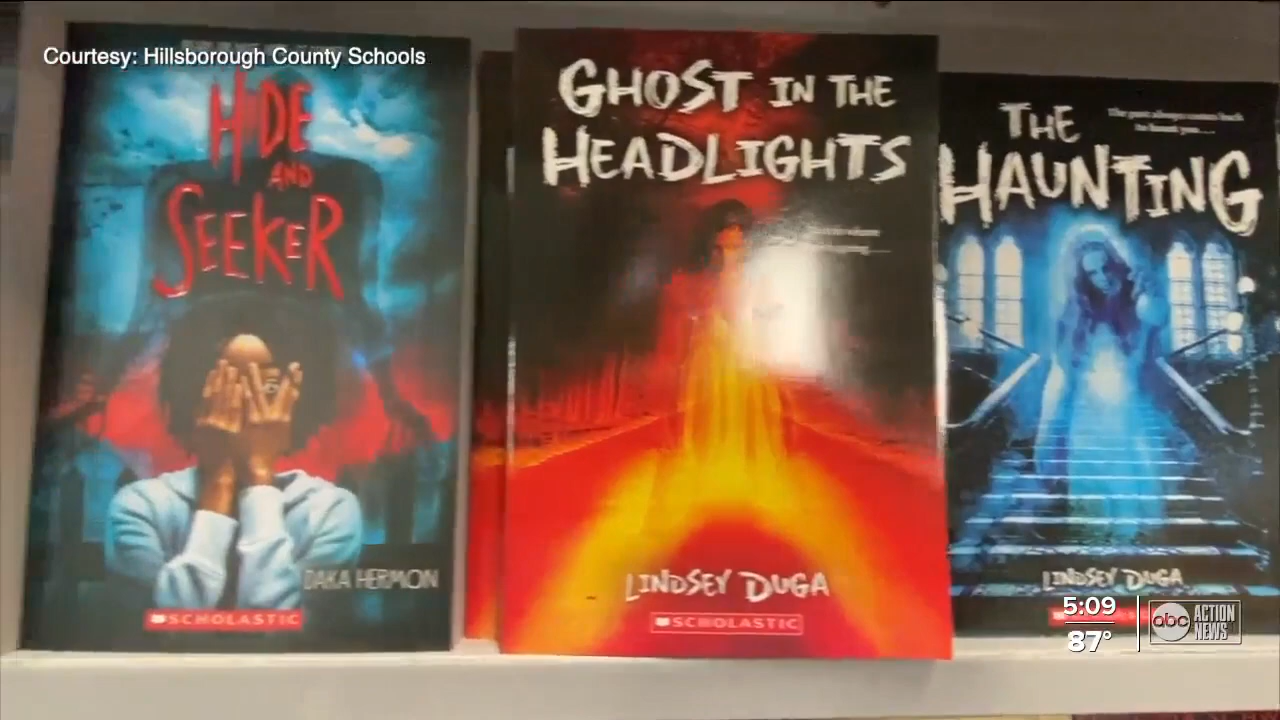 Courtesy: Hillsborough County Schools
HIDE
AND
SEEKER
DAKA HERMON
SCHOLASTIC
GHOST IN THE
HEADLIGHTS
LINDSEY DUGA
SCHOLASTIC
THE
HAUNTING
The past always comes back
to haunt you....
LINDSEY DUGA
5:09
87°
abc
ACTION
NEWS